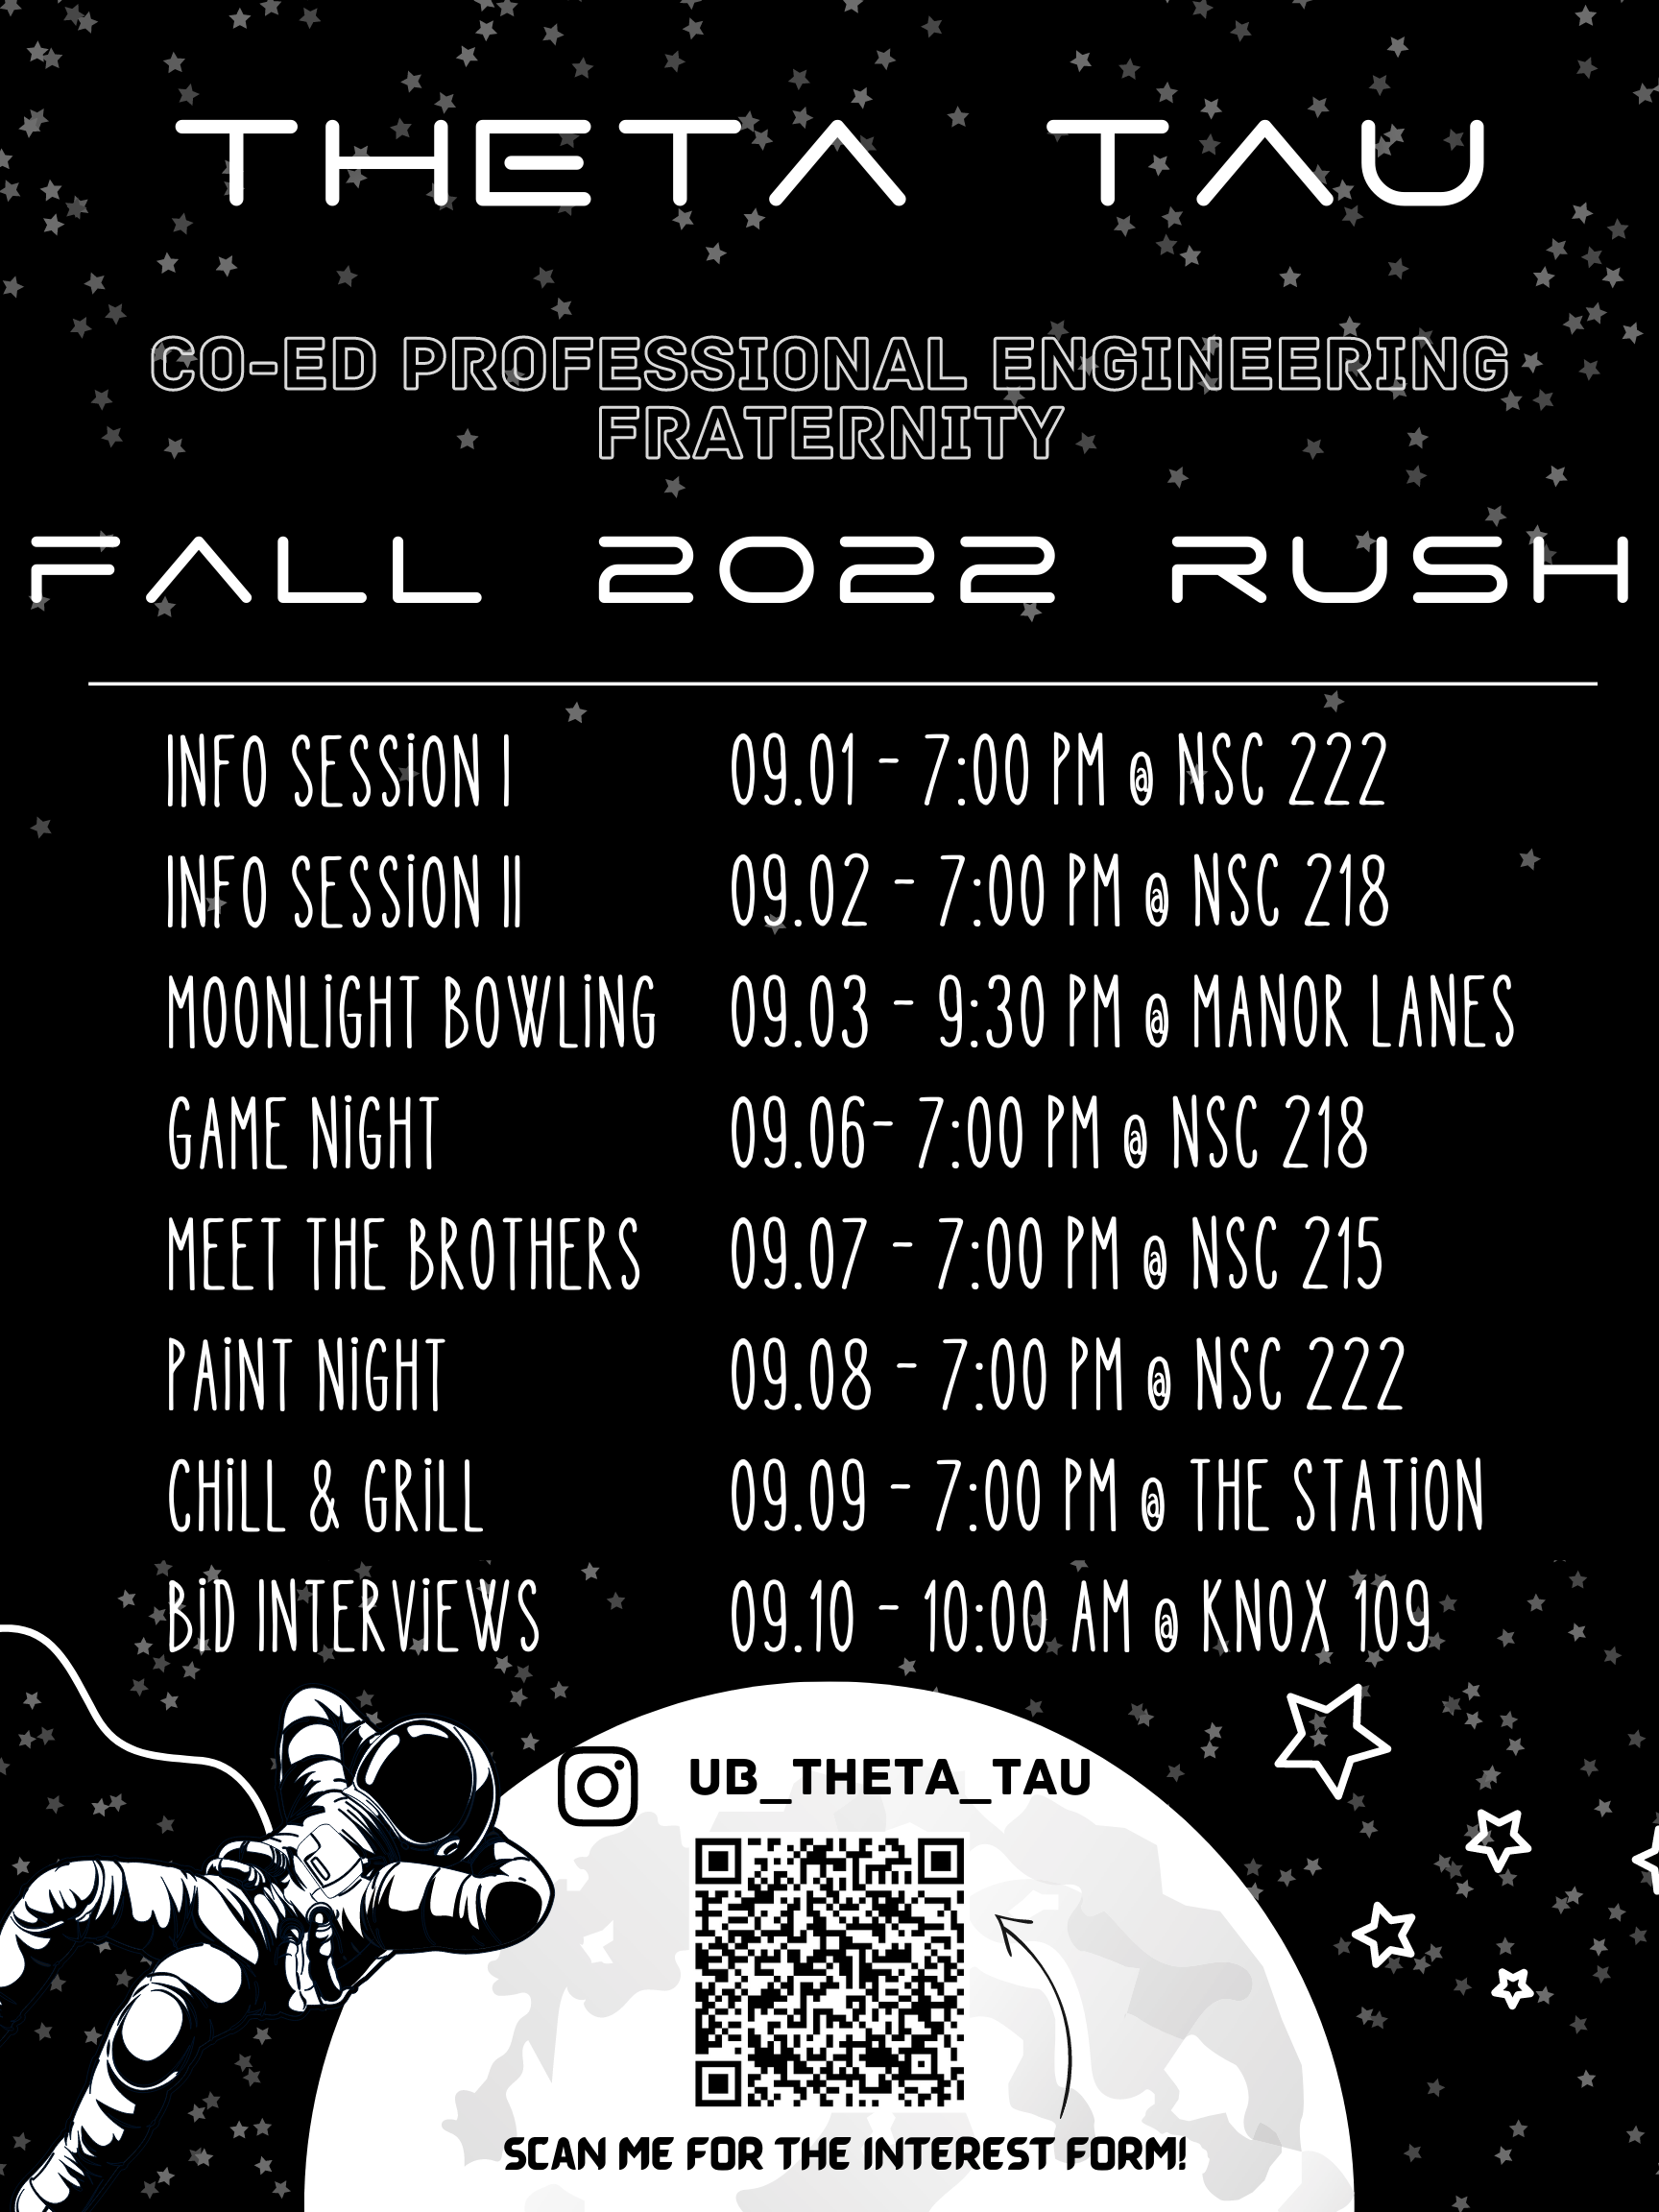 THETA TAU
CO-ED PROFESSIONAL ENGINEERING
FRATERNITY
FALL 2022 RUSH
INFO SESSION I 09.01 - 7:00 PM @ NSC 222
INFO SESSION II 09.02 - 7:00 PM @ NSC 218
MOONLIGHT BOWLING 09.03 - 9:30 PM @ MANOR LANES
GAME NIGHT 09.06- 7:00 PM @ NSC 218
MEET THE BROTHERS 09.07 - 7:00 PM @ NSC 215
PAINT NIGHT 09.08 - 7:00 PM @ NSC 222
CHILL & GRILL 09.09 - 7:00 PM @ THE STATION
BID INTERVIEWS 09.10 - 10:00 AM @ KNOX 109
UB_THETA_TAU
SCAN ME FOR THE INTEREST FORM!